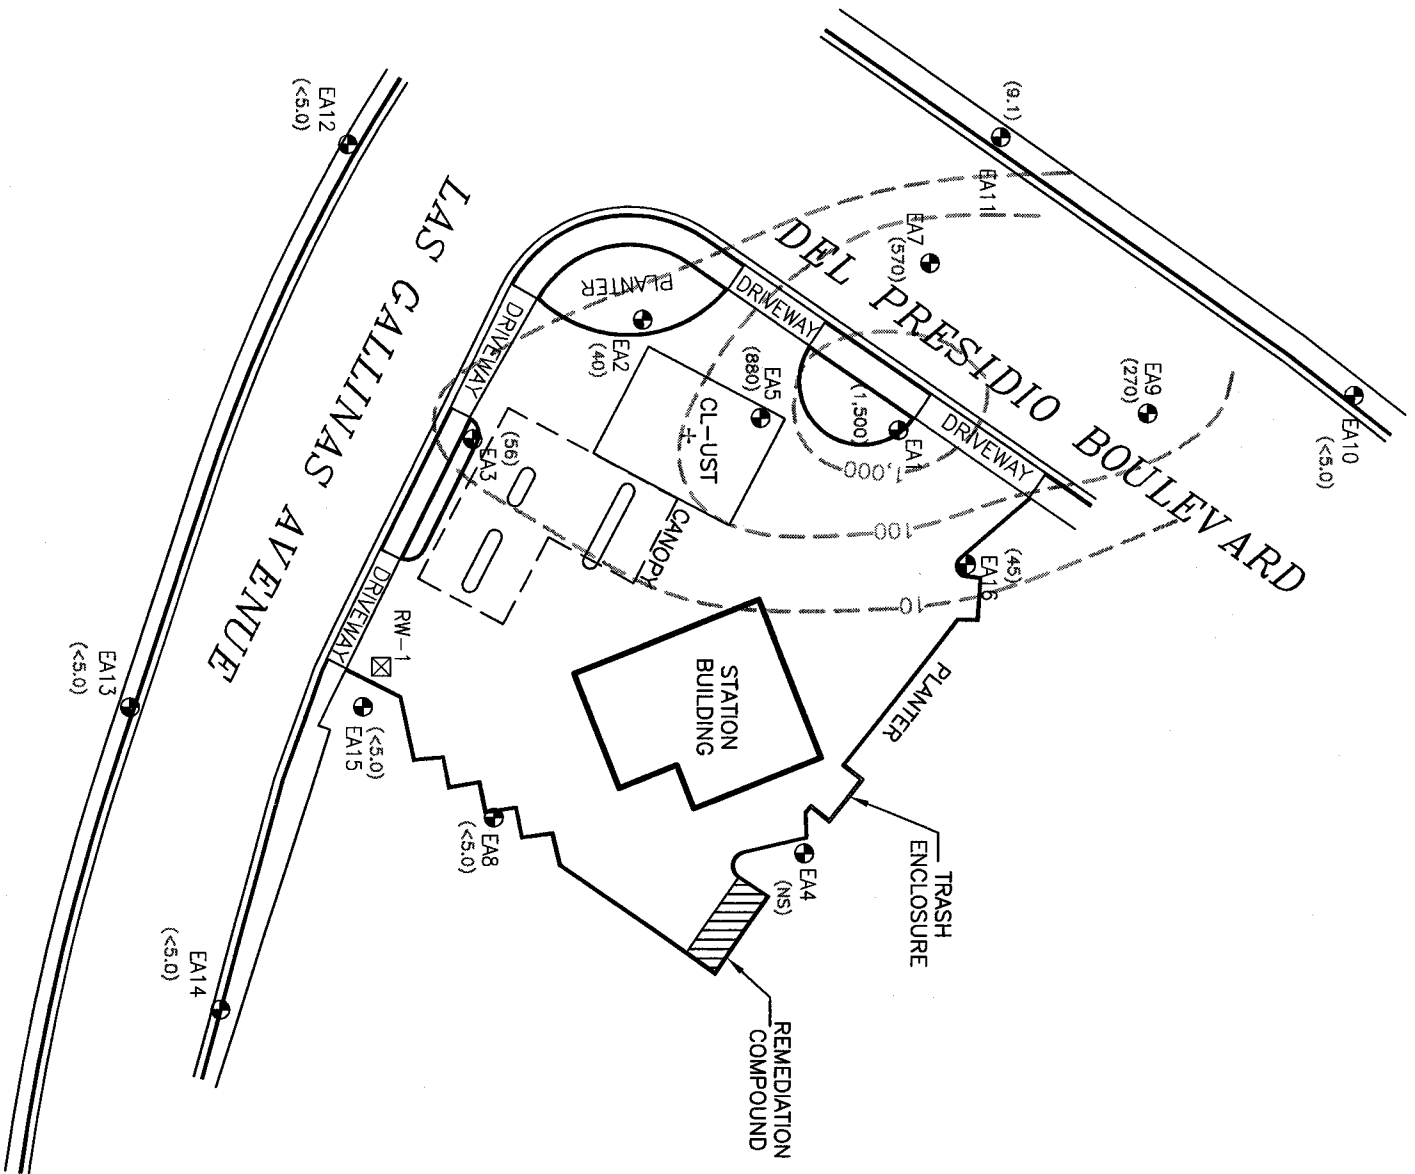 (9.1)
EA11
EA12
(<5.0)
EA7
(570)
DEL PRESIDIO BOULEVARD
LAS GALLINAS AVENUE
PLANTER
DRIVEWAY
DRIVEWAY
EA9
(270)
EA10
(<5.0)
EA2
(40)
EA5
(880)
CL-UST
(1,500)
EA1
DRIVEWAY
1,000
(56)
EA3
100
CANOPY
(45)
EA16
10
DRIVEWAY
RW-1
STATION
BUILDING
PLANTER
EA13
(<5.0)
(<5.0)
EA15
EA8
(<5.0)
EA4
(NS)
TRASH
ENCLOSURE
EA14
(<5.0)
REMEDIATION
COMPOUND